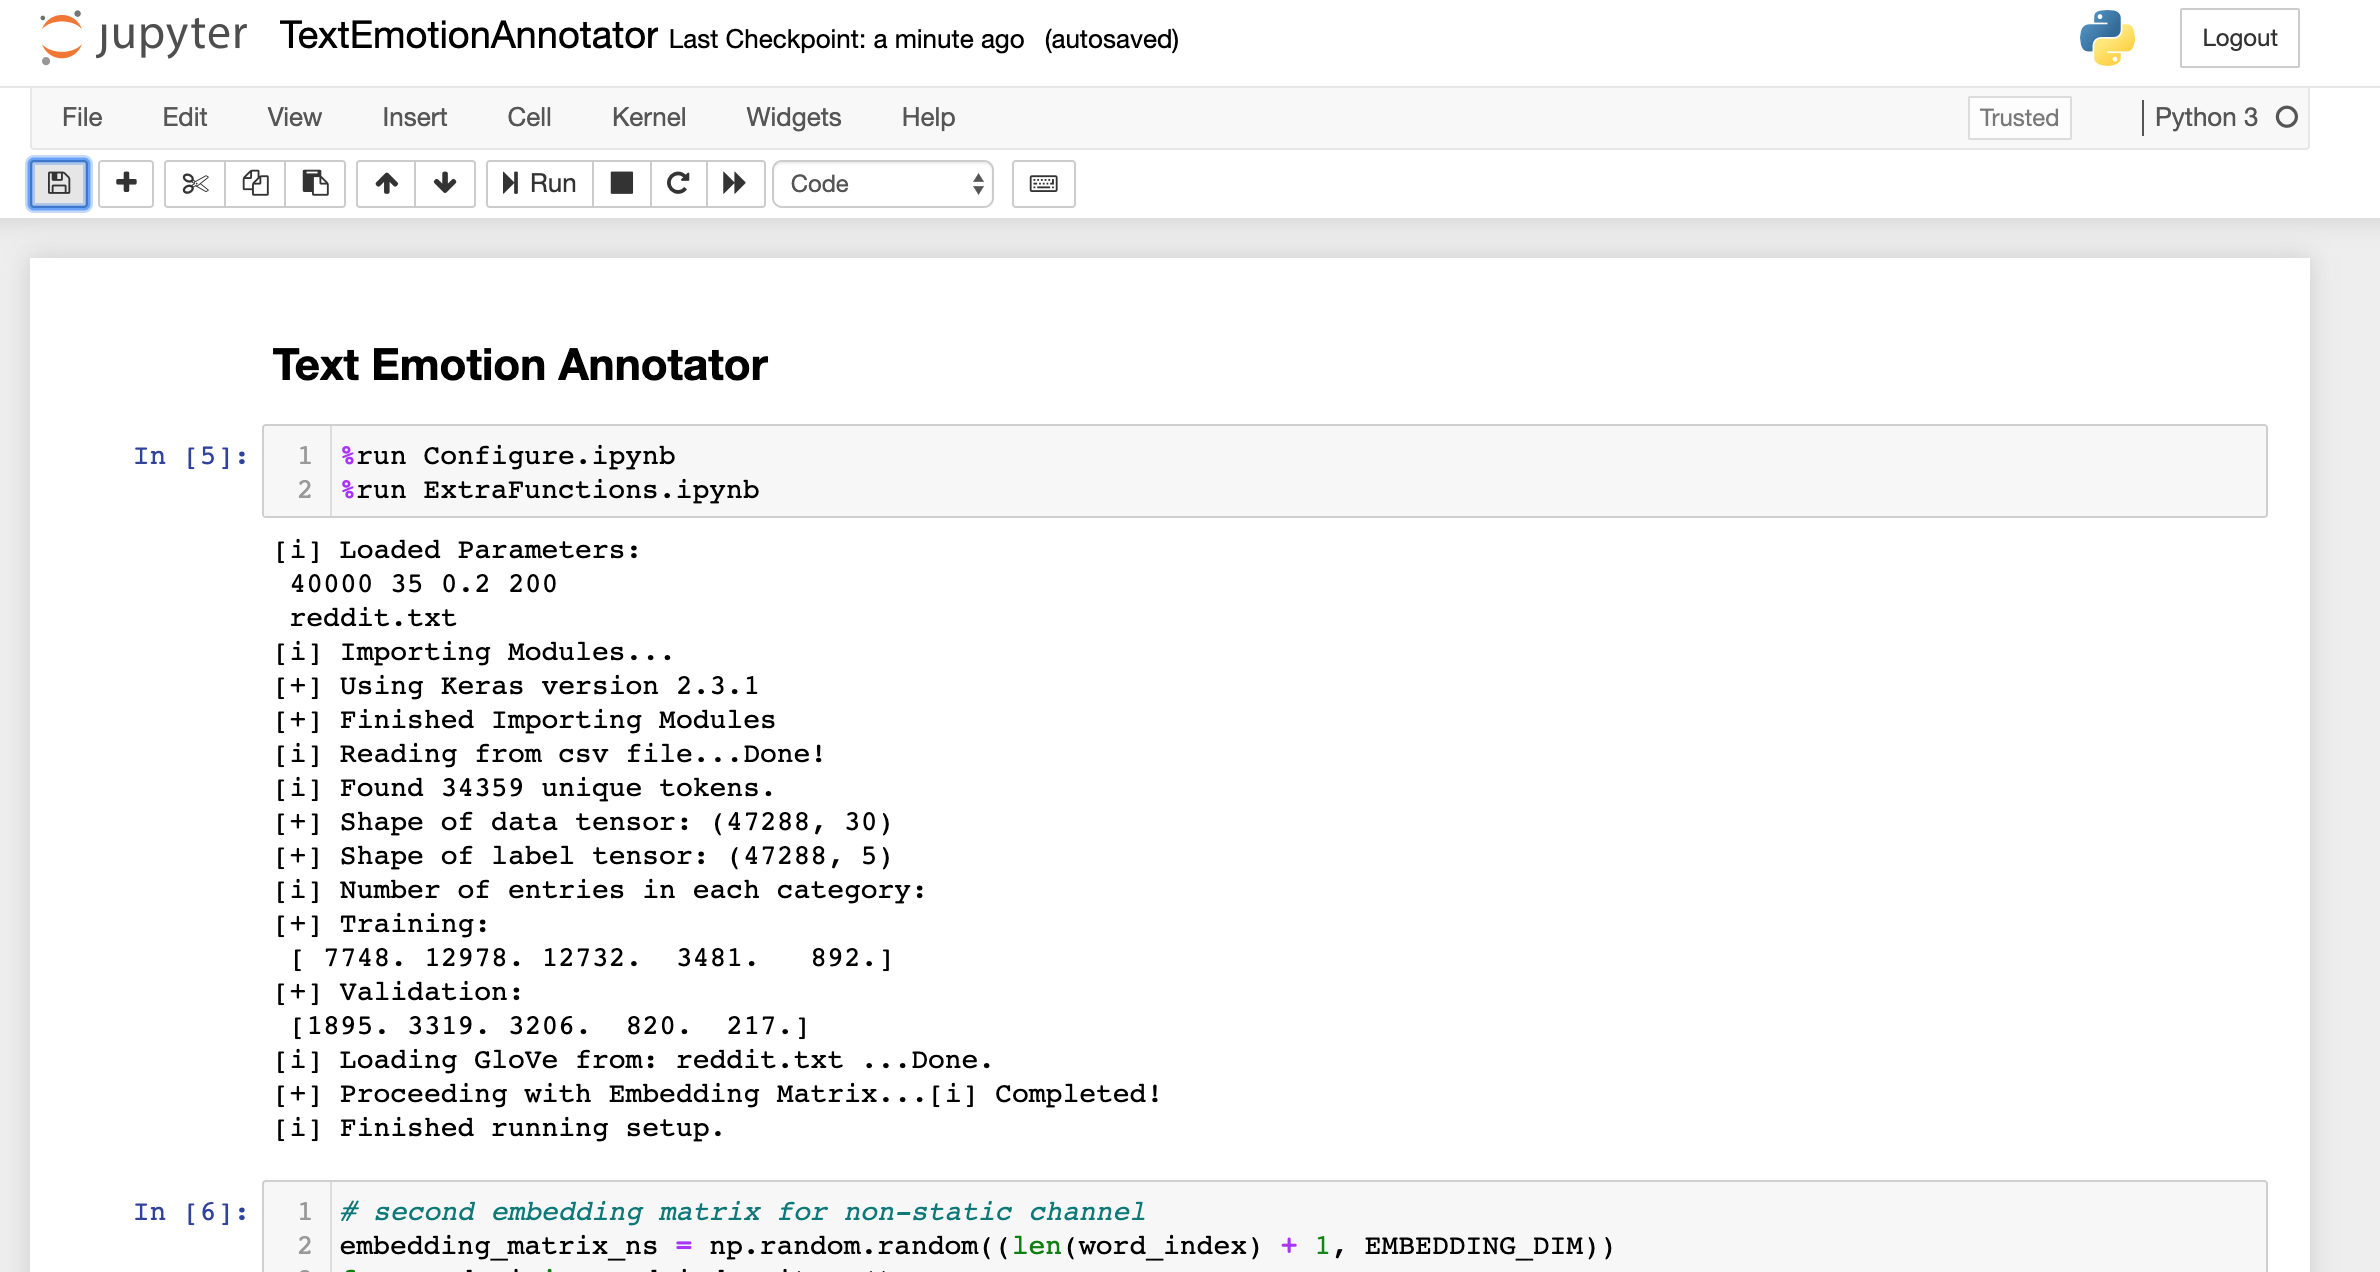 jupyter TextEmotionAnnotator Last Checkpoint: a minute ago (autosaved) Logout
File Edit View Insert Cell Kernel Widgets Help Trusted Python 3
Run Code
Text Emotion Annotator
In [5]: 1 %run Configure.ipynb
2 %run ExtraFunctions.ipynb
[i] Loaded Parameters:
40000 35 0.2 200
reddit.txt
[i] Importing Modules...
[+] Using Keras version 2.3.1
[+] Finished Importing Modules
[i] Reading from csv file...Done!
[i] Found 34359 unique tokens.
[+] Shape of data tensor: (47288, 30)
[+] Shape of label tensor: (47288, 5)
[i] Number of entries in each category:
[+] Training:
[ 7748. 12978. 12732.  3481.   892.]
[+] Validation:
[1895. 3319. 3206.  820.  217.]
[i] Loading GloVe from: reddit.txt ...Done.
[+] Proceeding with Embedding Matrix...[i] Completed!
[i] Finished running setup.
In [6]: 1 # second embedding matrix for non-static channel
2 embedding_matrix_ns = np.random.random((len(word_index) + 1, EMBEDDING_DIM))